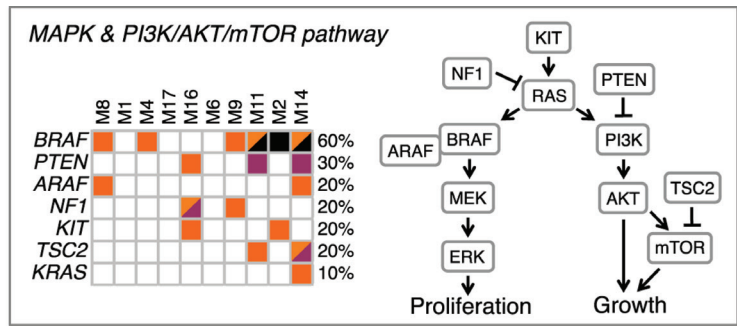 MAPK & PI3K/AKT/mTOR pathway
M8 M1 M4 M17 M16 M6 M9 M11 M2 M14
BRAF 60%
PTEN 30%
ARAF 20%
NF1 20%
KIT 20%
TSC2 20%
KRAS 10%
KIT
NF1
RAS
PTEN
ARAF
BRAF
PI3K
MEK
AKT
TSC2
ERK
mTOR
Proliferation
Growth